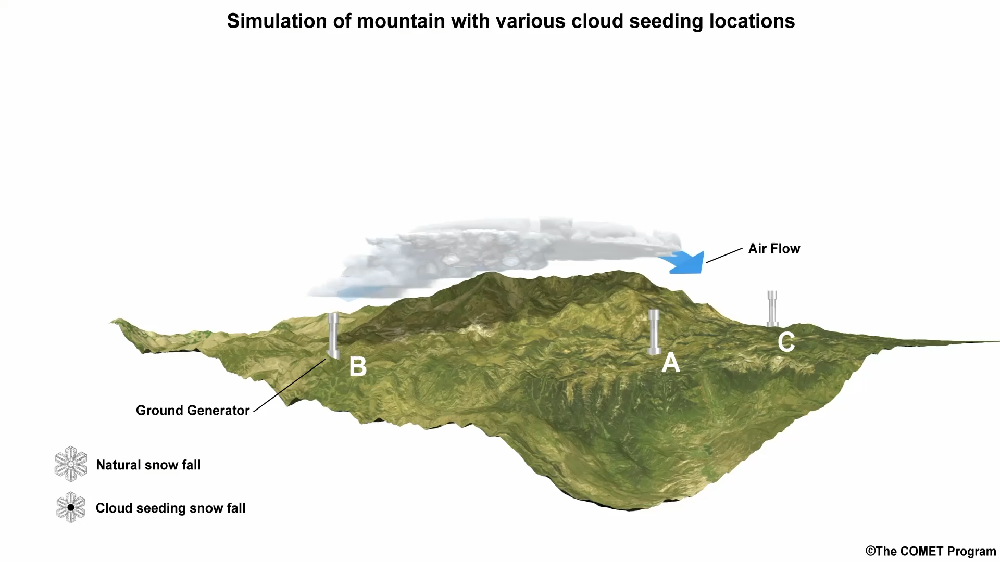 Simulation of mountain with various cloud seeding locations
Air Flow
C
A
B
Ground Generator
Natural snow fall
Cloud seeding snow fall
©The COMET Program